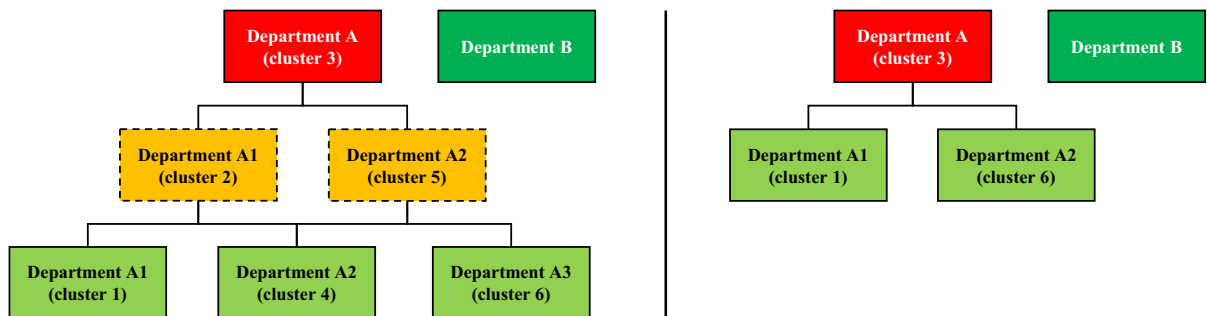 Department A
(cluster 3)
Department B
Department A1
(cluster 2)
Department A2
(cluster 5)
Department A1
(cluster 1)
Department A2
(cluster 4)
Department A3
(cluster 6)
Department A
(cluster 3)
Department B
Department A1
(cluster 1)
Department A2
(cluster 6)